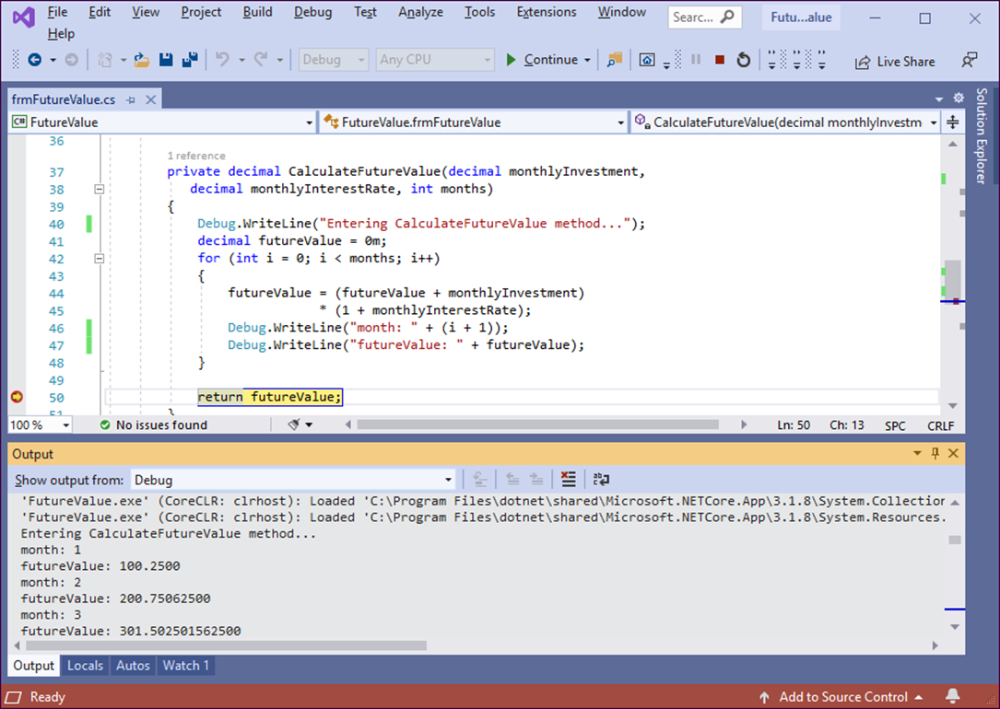 File Edit View Project Build Debug Test Analyze Tools Extensions Window Searc... Futu...alue
Help
Debug Any CPU Continue Live Share
frmFutureValue.cs
C# FutureValue FutureValue.frmFutureValue CalculateFutureValue(decimal monthlyInvestm
Solution Explorer
36
1 reference
37 private decimal CalculateFutureValue(decimal monthlyInvestment,
38 decimal monthlyInterestRate, int months)
39 {
40 Debug.WriteLine("Entering CalculateFutureValue method...");
41 decimal futureValue = 0m;
42 for (int i = 0; i < months; i++)
43 {
44 futureValue = (futureValue + monthlyInvestment)
45 * (1 + monthlyInterestRate);
46 Debug.WriteLine("month: " + (i + 1));
47 Debug.WriteLine("futureValue: " + futureValue);
48 }
49
50 return futureValue;
51 }
100 % No issues found Ln: 50 Ch: 13 SPC CRLF
Output
Show output from: Debug
'FutureValue.exe' (CoreCLR: clrhost): Loaded 'C:\Program Files\dotnet\shared\Microsoft.NETCore.App\3.1.8\System.Collection
'FutureValue.exe' (CoreCLR: clrhost): Loaded 'C:\Program Files\dotnet\shared\Microsoft.NETCore.App\3.1.8\System.Resources.
Entering CalculateFutureValue method...
month: 1
futureValue: 100.2500
month: 2
futureValue: 200.75062500
month: 3
futureValue: 301.502501562500
Output Locals Autos Watch 1
Ready Add to Source Control